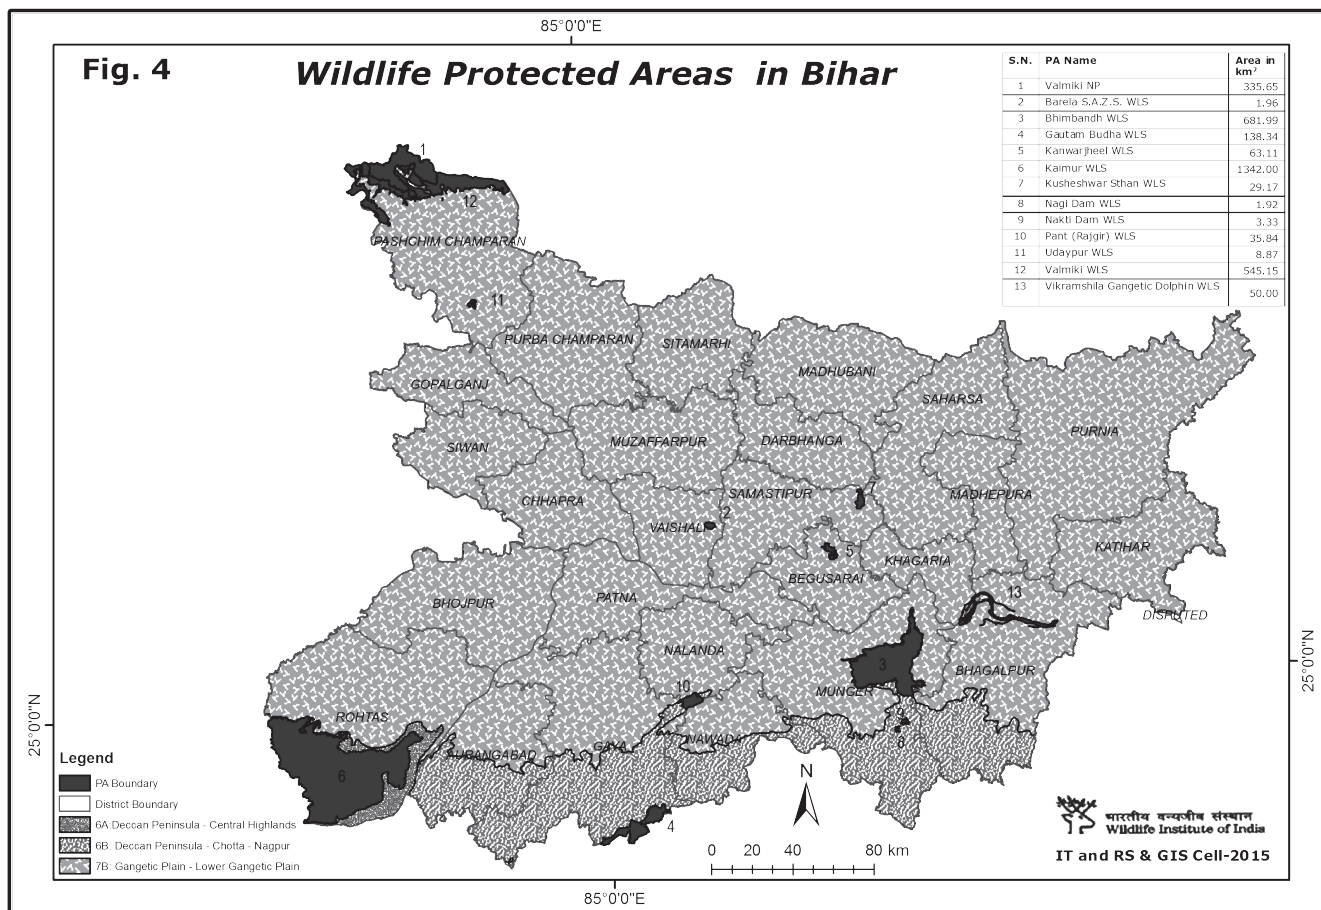 85°0'0"E
Fig. 4
Wildlife Protected Areas in Bihar
S.N. PA Name Area in km²
1 Valmiki NP 335.65
2 Barela S.A.Z.S. WLS 1.96
3 Bhimbandh WLS 681.99
4 Gautam Budha WLS 138.34
5 Kanwarjheel WLS 63.11
6 Kaimur WLS 1342.00
7 Kusheshwar Sthan WLS 29.17
8 Nagi Dam WLS 1.92
9 Nakti Dam WLS 3.33
10 Pant (Rajgir) WLS 35.84
11 Udaypur WLS 8.87
12 Valmiki WLS 545.15
13 Vikramshila Gangetic Dolphin WLS 50.00
1
12
PASHCHIM CHAMPARAN
11
PURBA CHAMPARAN
SITAMARHI
MADHUBANI
GOPALGANJ
SAHARSA
PURNIA
SIWAN
MUZAFFARPUR
DARBHANGA
CHHAPRA
SAMASTIPUR
7
MADHEPURA
VAISHALI
2
5
KHAGARIA
KATIHAR
BEGUSARAI
BHOJPUR
PATNA
13
DISPUTED
NALANDA
3
BHAGALPUR
10
MUNGER
ROHTAS
AURANGABAD
GAYA
NAWADA
9
8
6
4
25°0'0"N
25°0'0"N
Legend
PA Boundary
District Boundary
6A:Deccan Peninsula - Central Highlands
6B: Deccan Peninsula - Chotta - Nagpur
7B: Gangetic Plain - Lower Gangetic Plain
N
0 20 40 80 km
भारतीय वन्यजीव संस्थान
Wildlife Institute of India
IT and RS & GIS Cell-2015
85°0'0"E